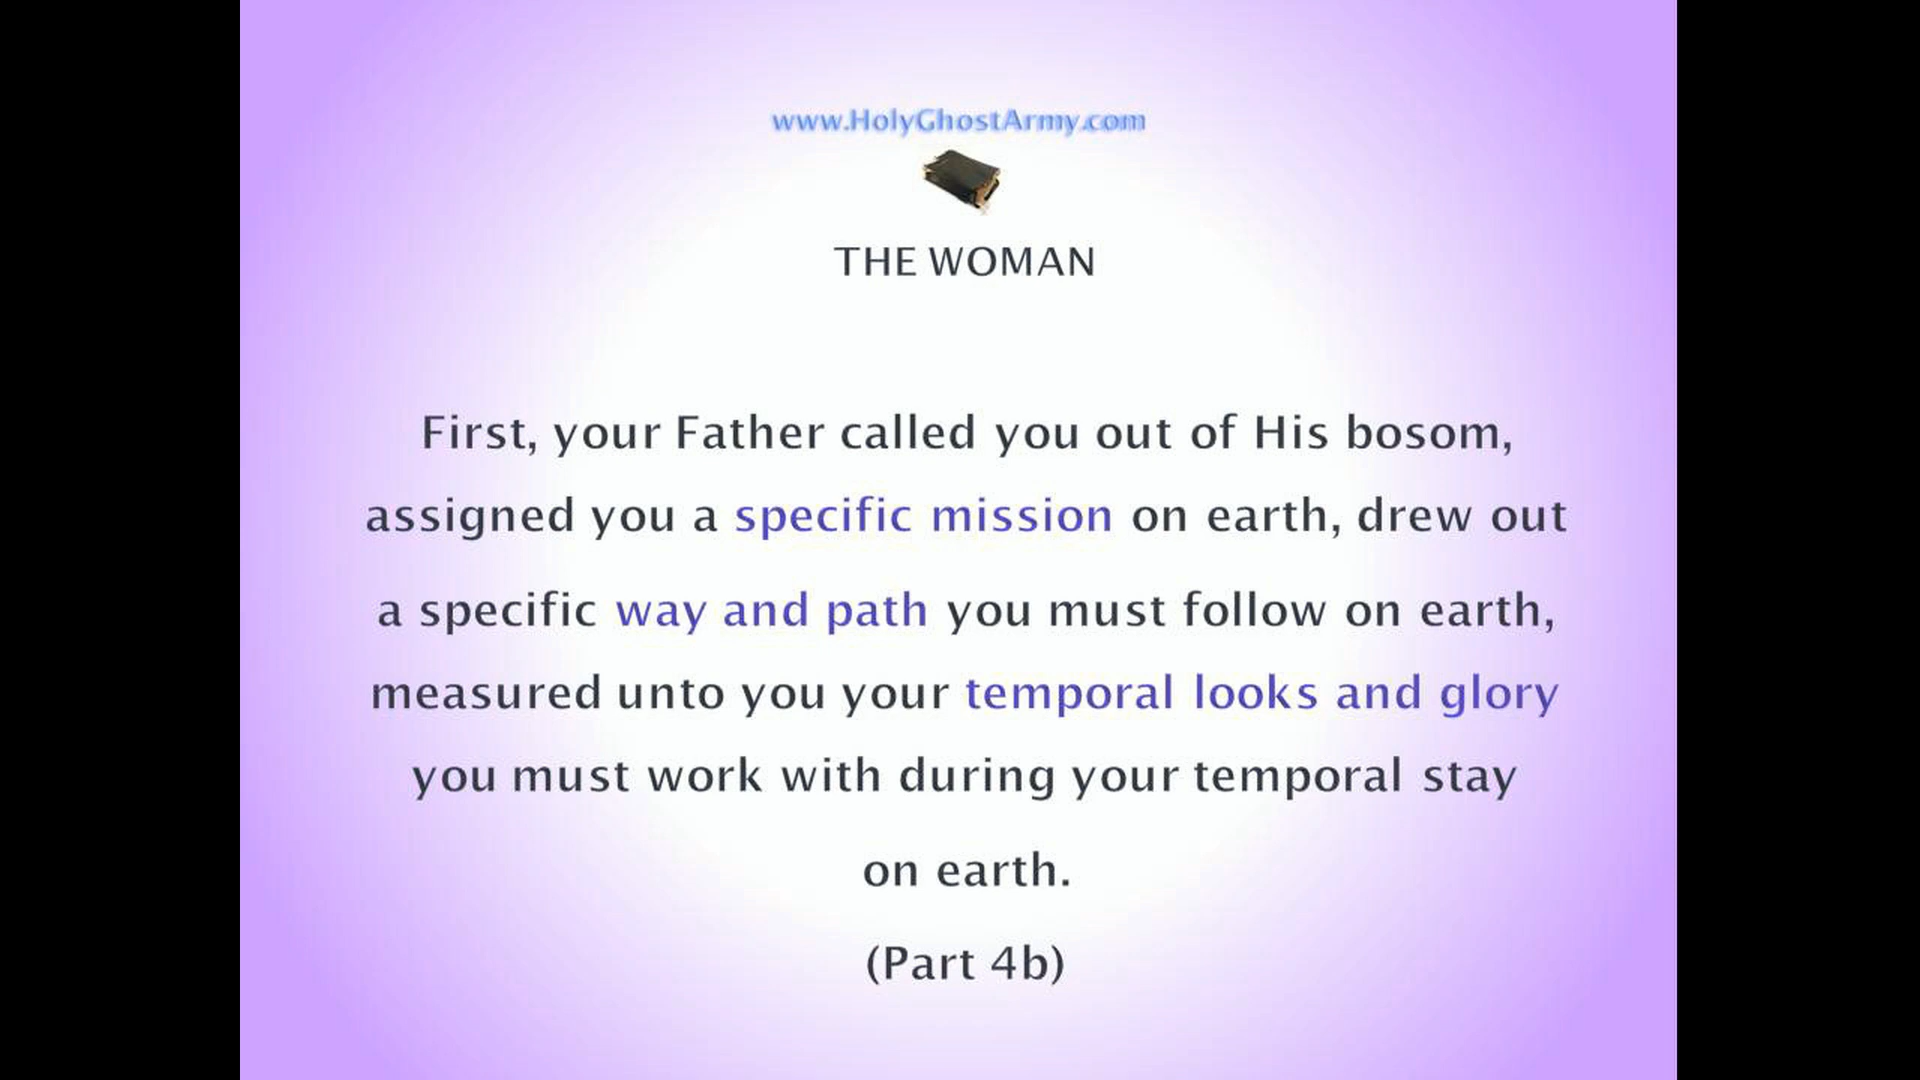 www.HolyGhostArmy.com
THE WOMAN
First, your Father called you out of His bosom,
assigned you a specific mission on earth, drew out
a specific way and path you must follow on earth,
measured unto you your temporal looks and glory
you must work with during your temporal stay
on earth.
(Part 4b)